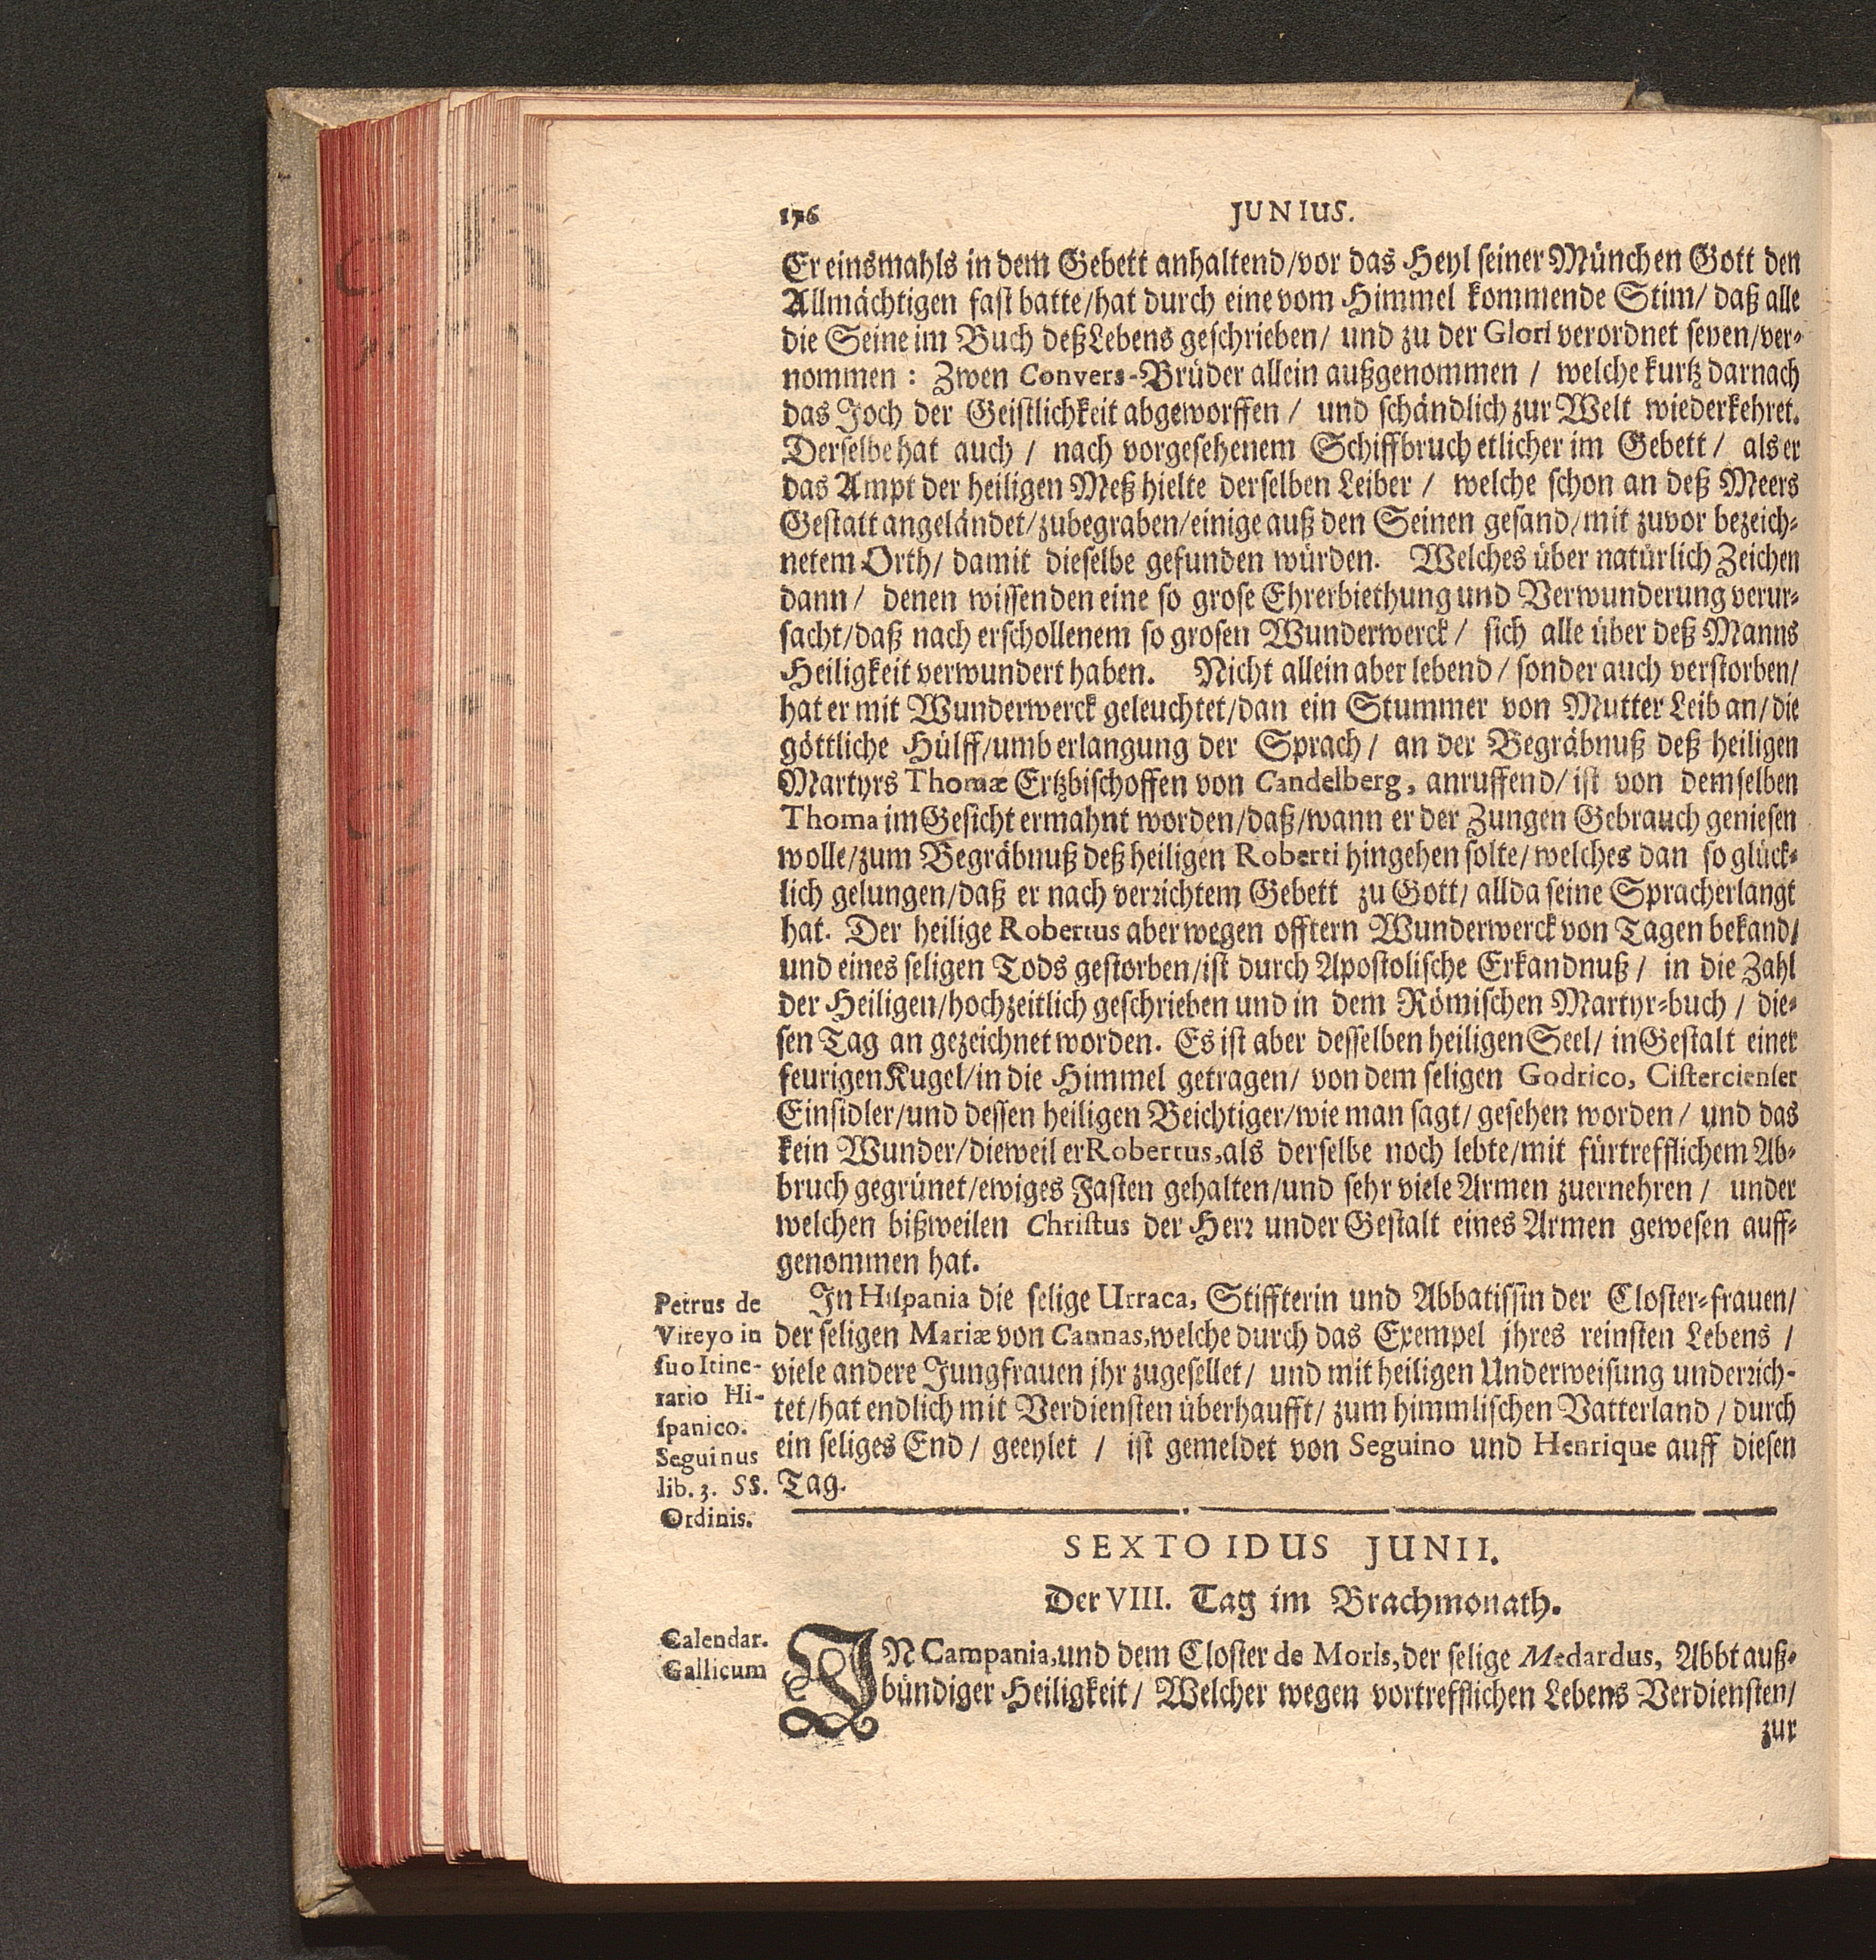 176 JUNIUS.
Er einsmahls in dem Gebett anhaltend/vor das Heyl seiner München Gott den
Allmächtigen fast batte/hat durch eine vom Himmel kommende Stim/ daß alle
die Seine im Buch deß Lebens geschrieben/ und zu der Glori verordnet seyen/ver-
nommen: Zwen Convers-Brüder allein außgenommen / welche kurtz darnach
das Joch der Geistlichkeit abgeworffen / und schändlich zur Welt wiederkehret.
Derselbe hat auch / nach vorgesehenem Schiffbruch etlicher im Gebett / als er
das Ampt der heiligen Meß hielte derselben Leiber / welche schon an deß Meers
Gestatt angeländet/zubegraben/einige auß den Seinen gesand/mit zuvor bezeich-
netem Orth/ damit dieselbe gefunden würden. Welches über natürlich Zeichen
dann / denen wissenden eine so grose Ehrerbiethung und Verwunderung verur-
sacht/daß nach erschollenem so grosen Wunderwerck / sich alle über deß Manns
Heiligkeit verwundert haben. Nicht allein aber lebend / sonder auch verstorben/
hat er mit Wunderwerck geleuchtet/dan ein Stummer von Mutter Leib an/die
göttliche Hülff/umb erlangung der Sprach / an der Begräbnuß deß heiligen
Martyrs Thomæ Ertzbischoffen von Candelberg, anruffend/ ist von demselben
Thoma im Gesicht ermahnt worden/daß/wann er der Zungen Gebrauch geniesen
wolle/zum Begräbnuß deß heiligen Roberti hingehen solte/welches dan so glück-
lich gelungen/daß er nach verrichtem Gebett zu Gott/ allda seine Sprach erlangt
hat. Der heilige Robertus aber wegen offtern Wunderwerck von Tagen bekand/
und eines seligen Tods gestorben/ist durch Apostolische Erkandnuß / in die Zahl
der Heiligen/hochzeitlich geschrieben und in dem Römischen Martyr-buch / die-
sen Tag an gezeichnet worden. Es ist aber desselben heiligen Seel/ in Gestalt einer
feurigen Kugel/in die Himmel getragen/ von dem seligen Godrico, Cistercienser
Einsidler/und dessen heiligen Beichtiger/wie man sagt/ gesehen worden / und das
kein Wunder/dieweil er Robertus, als derselbe noch lebte/mit fürtrefflichem Ab-
bruch gegrünet/ewiges Fasten gehalten/und sehr viele Armen zuernehren / under
welchen bißweilen Christus der Herr under Gestalt eines Armen gewesen auff-
genommen hat.
In Hispania die selige Urraca, Stiffterin und Abbatissin der Closter-frauen/
der seligen Mariæ von Cannas, welche durch das Exempel jhres reinsten Lebens /
viele andere Jungfrauen jhr zugesellet/ und mit heiligen Underweisung underrich-
tet/hat endlich mit Verdiensten überhaufft/ zum himmlischen Vatterland / durch
ein seliges End / geeylet / ist gemeldet von Seguino und Henrique auff diesen
Tag.
Petrus de
Vireyo in
suo Itine-
rario Hi-
spanico.
Seguinus
lib. 3. SS.
Ordinis.
SEXTO IDUS JUNII.
Der VIII. Tag im Brachmonath.
Calendar.
Gallicum
IN Campania, und dem Closter de Moris, der selige Medardus, Abbt auß-
bündiger Heiligkeit / Welcher wegen vortrefflichen Lebens Verdiensten/
zur